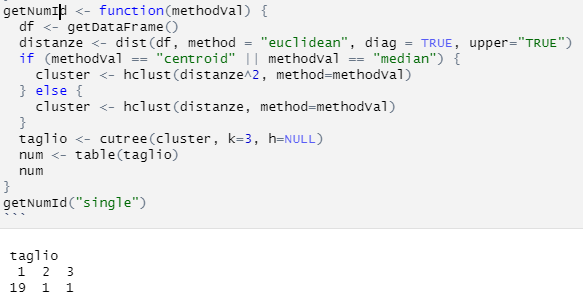 getNumId <- function(methodVal) {
  df <- getDataFrame()
  distanze <- dist(df, method = "euclidean", diag = TRUE, upper="TRUE")
  if (methodVal == "centroid" || methodVal == "median") {
    cluster <- hclust(distanze^2, method=methodVal)
  } else {
    cluster <- hclust(distanze, method=methodVal)
  }
  taglio <- cutree(cluster, k=3, h=NULL)
  num <- table(taglio)
  num
}
getNumId("single")
```
taglio
 1  2  3
19  1  1